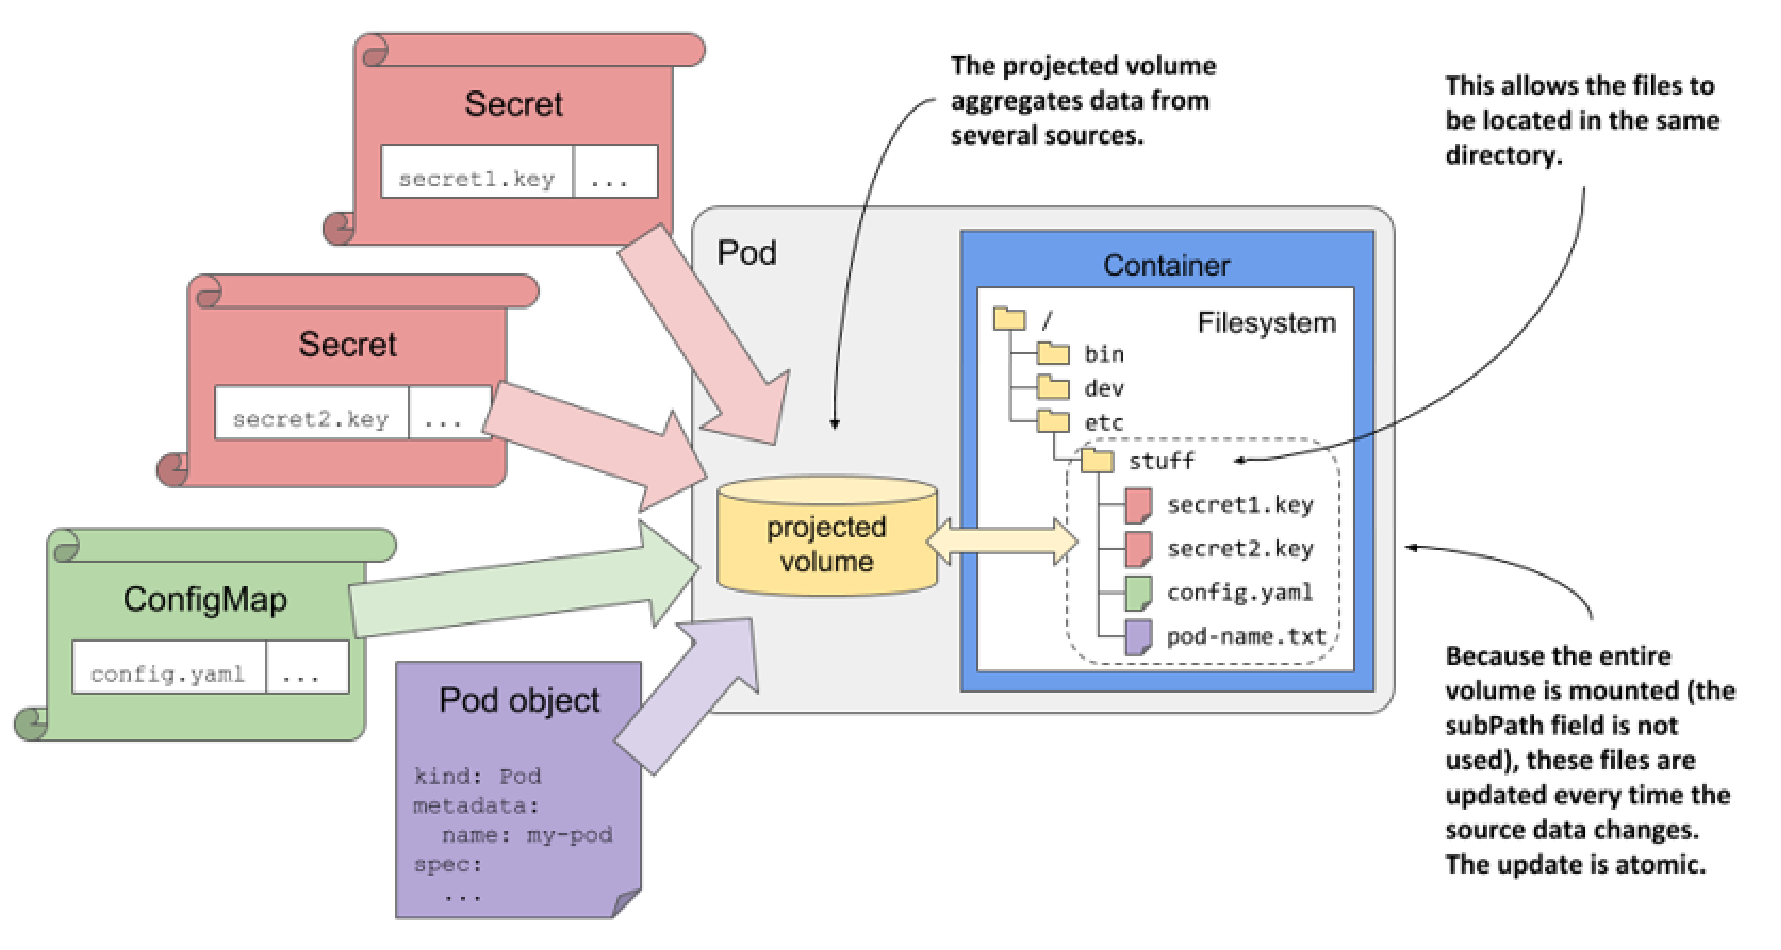 Secret
secret1.key ...
Secret
secret2.key ...
ConfigMap
config.yaml ...
Pod object
kind: Pod
metadata:
name: my-pod
spec:
...
The projected volume
aggregates data from
several sources.
Pod
projected
volume
Container
Filesystem
/
bin
dev
etc
stuff
secret1.key
secret2.key
config.yaml
pod-name.txt
This allows the files to
be located in the same
directory.
Because the entire
volume is mounted (the
subPath field is not
used), these files are
updated every time the
source data changes.
The update is atomic.